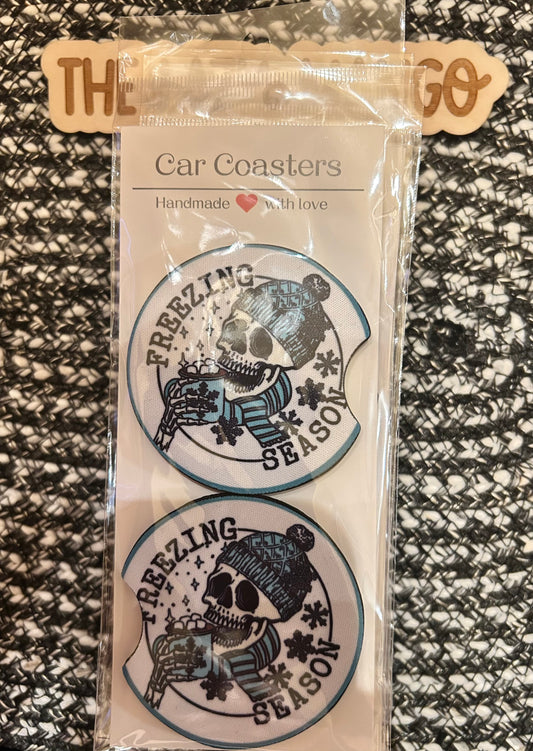 THE GO
Car Coasters
Handmade ❤ with love
FREEZING
SEASON
FREEZING
SEASON